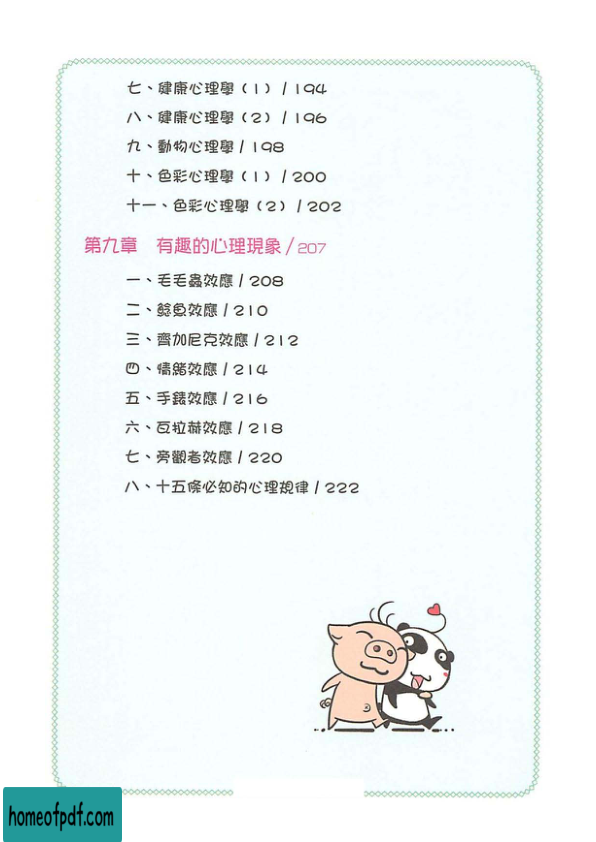 七、健康心理學（1）/ 194
八、健康心理學（2）/ 196
九、動物心理學 / 198
十、色彩心理學（1）/ 200
十一、色彩心理學（2）/ 202
第九章　有趣的心理現象 / 207
一、毛毛蟲效應 / 208
二、鯰魚效應 / 210
三、齊加尼克效應 / 212
四、情緒效應 / 214
五、手錶效應 / 216
六、瓦拉赫效應 / 218
七、旁觀者效應 / 220
八、十五條必知的心理規律 / 222
homeofpdf.com